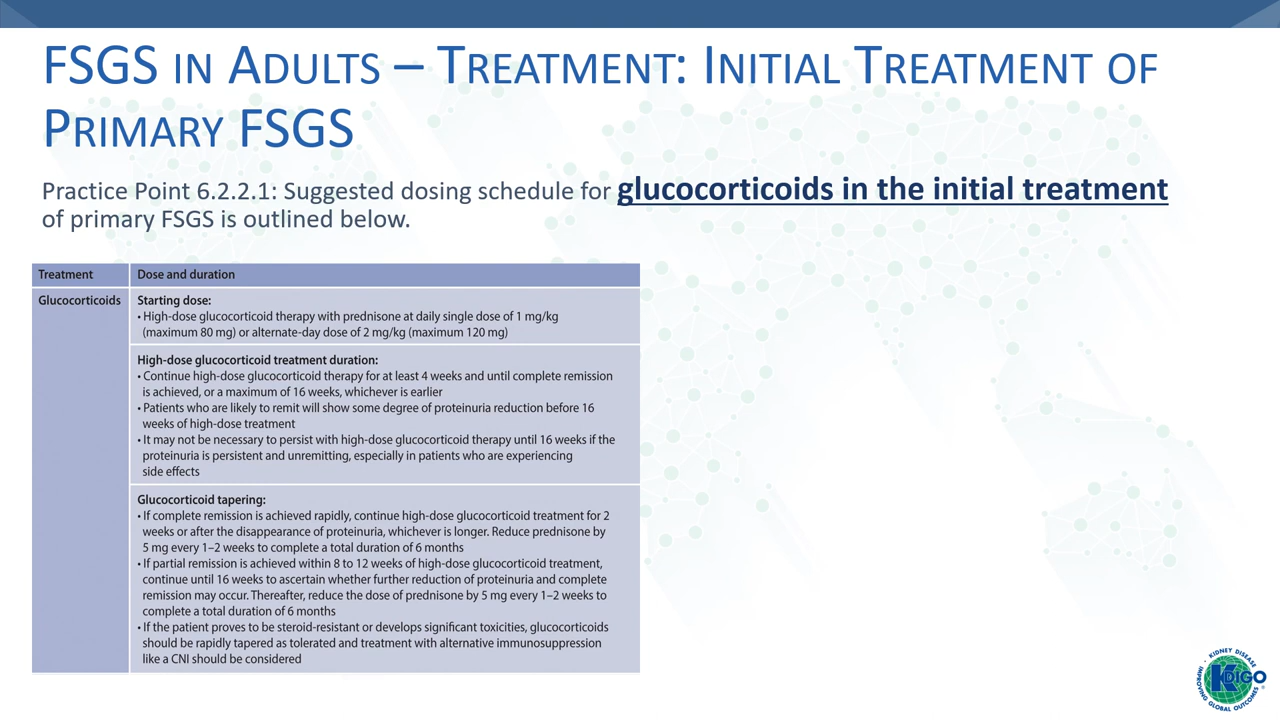 FSGS IN ADULTS – TREATMENT: INITIAL TREATMENT OF
PRIMARY FSGS
Practice Point 6.2.2.1: Suggested dosing schedule for glucocorticoids in the initial treatment
of primary FSGS is outlined below.
Treatment Dose and duration
Glucocorticoids Starting dose:
• High-dose glucocorticoid therapy with prednisone at daily single dose of 1 mg/kg
(maximum 80 mg) or alternate-day dose of 2 mg/kg (maximum 120 mg)
High-dose glucocorticoid treatment duration:
• Continue high-dose glucocorticoid therapy for at least 4 weeks and until complete remission
is achieved, or a maximum of 16 weeks, whichever is earlier
• Patients who are likely to remit will show some degree of proteinuria reduction before 16
weeks of high-dose treatment
• It may not be necessary to persist with high-dose glucocorticoid therapy until 16 weeks if the
proteinuria is persistent and unremitting, especially in patients who are experiencing
side effects
Glucocorticoid tapering:
• If complete remission is achieved rapidly, continue high-dose glucocorticoid treatment for 2
weeks or after the disappearance of proteinuria, whichever is longer. Reduce prednisone by
5 mg every 1–2 weeks to complete a total duration of 6 months
• If partial remission is achieved within 8 to 12 weeks of high-dose glucocorticoid treatment,
continue until 16 weeks to ascertain whether further reduction of proteinuria and complete
remission may occur. Thereafter, reduce the dose of prednisone by 5 mg every 1–2 weeks to
complete a total duration of 6 months
• If the patient proves to be steroid-resistant or develops significant toxicities, glucocorticoids
should be rapidly tapered as tolerated and treatment with alternative immunosuppression
like a CNI should be considered
KIDNEY DISEASE
KDIGO®
IMPROVING GLOBAL OUTCOMES